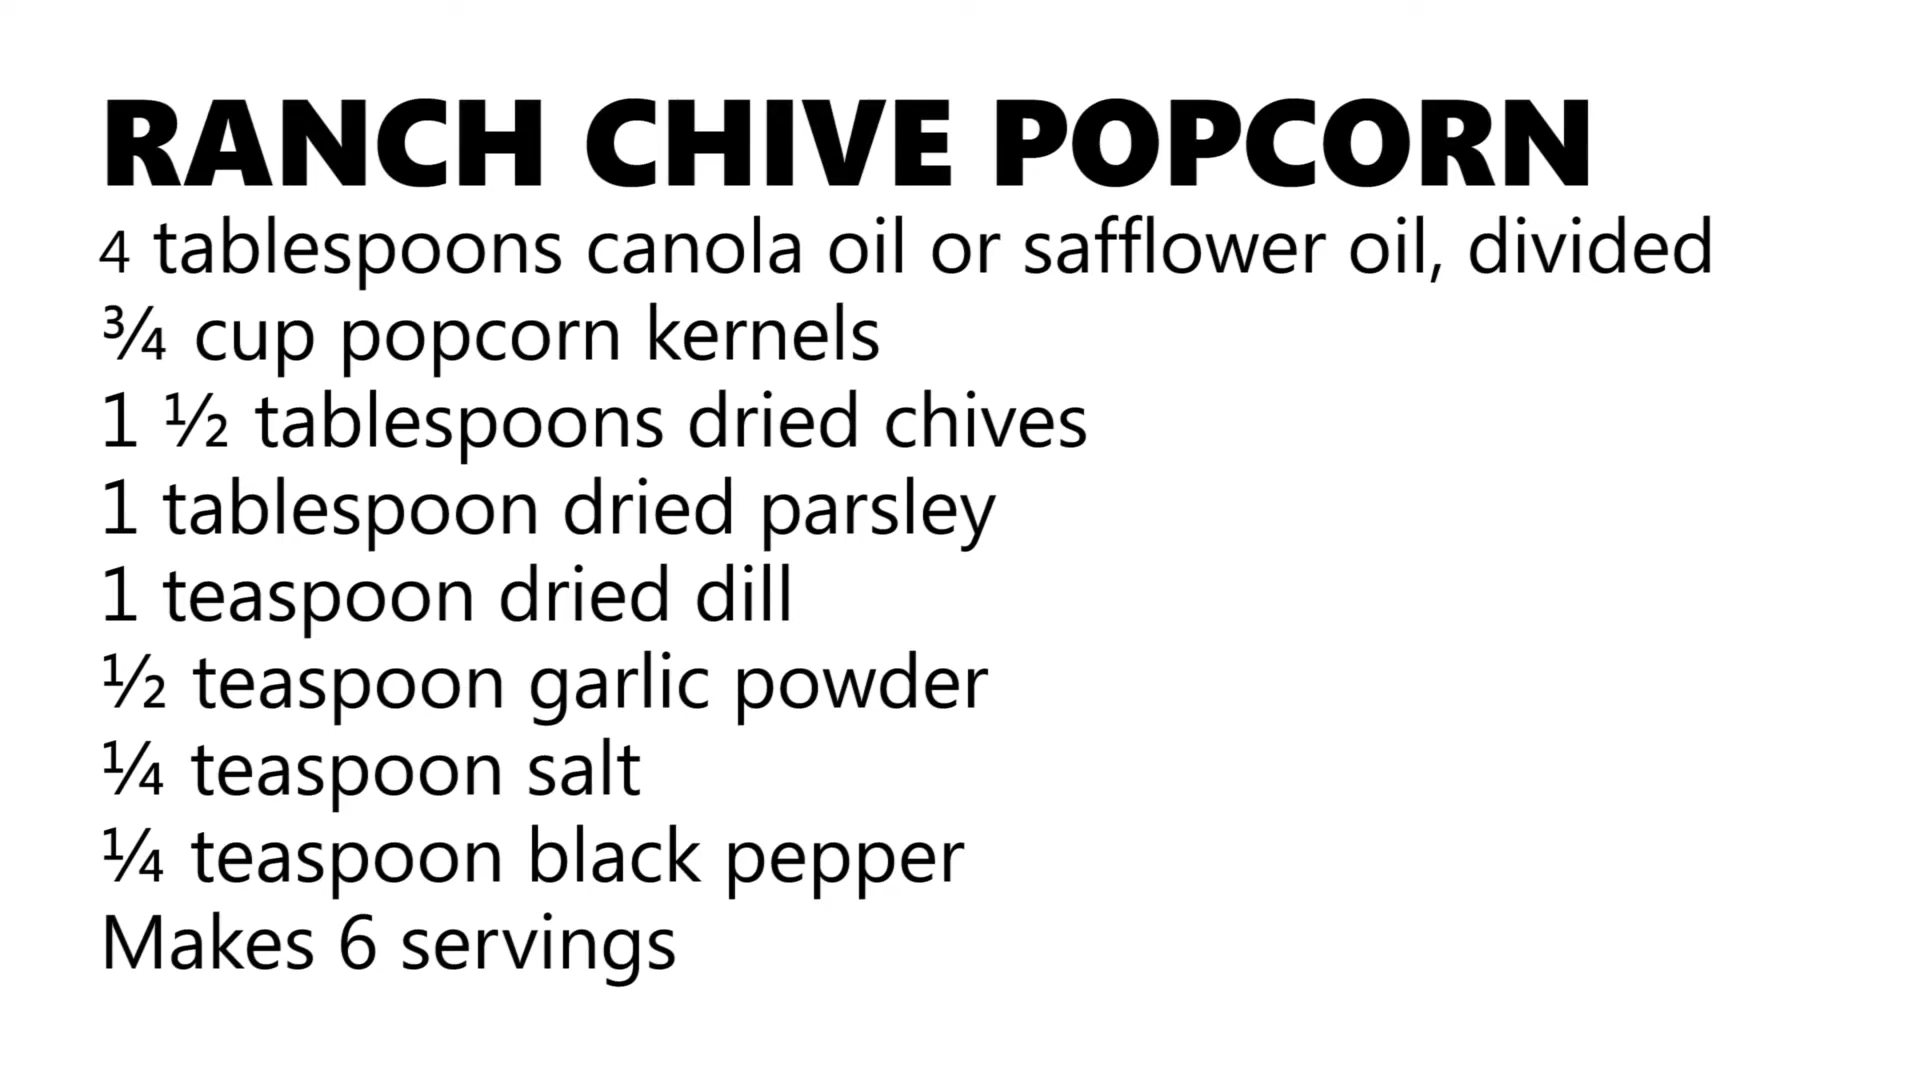 RANCH CHIVE POPCORN
4 tablespoons canola oil or safflower oil, divided
¾ cup popcorn kernels
1 ½ tablespoons dried chives
1 tablespoon dried parsley
1 teaspoon dried dill
½ teaspoon garlic powder
¼ teaspoon salt
¼ teaspoon black pepper
Makes 6 servings